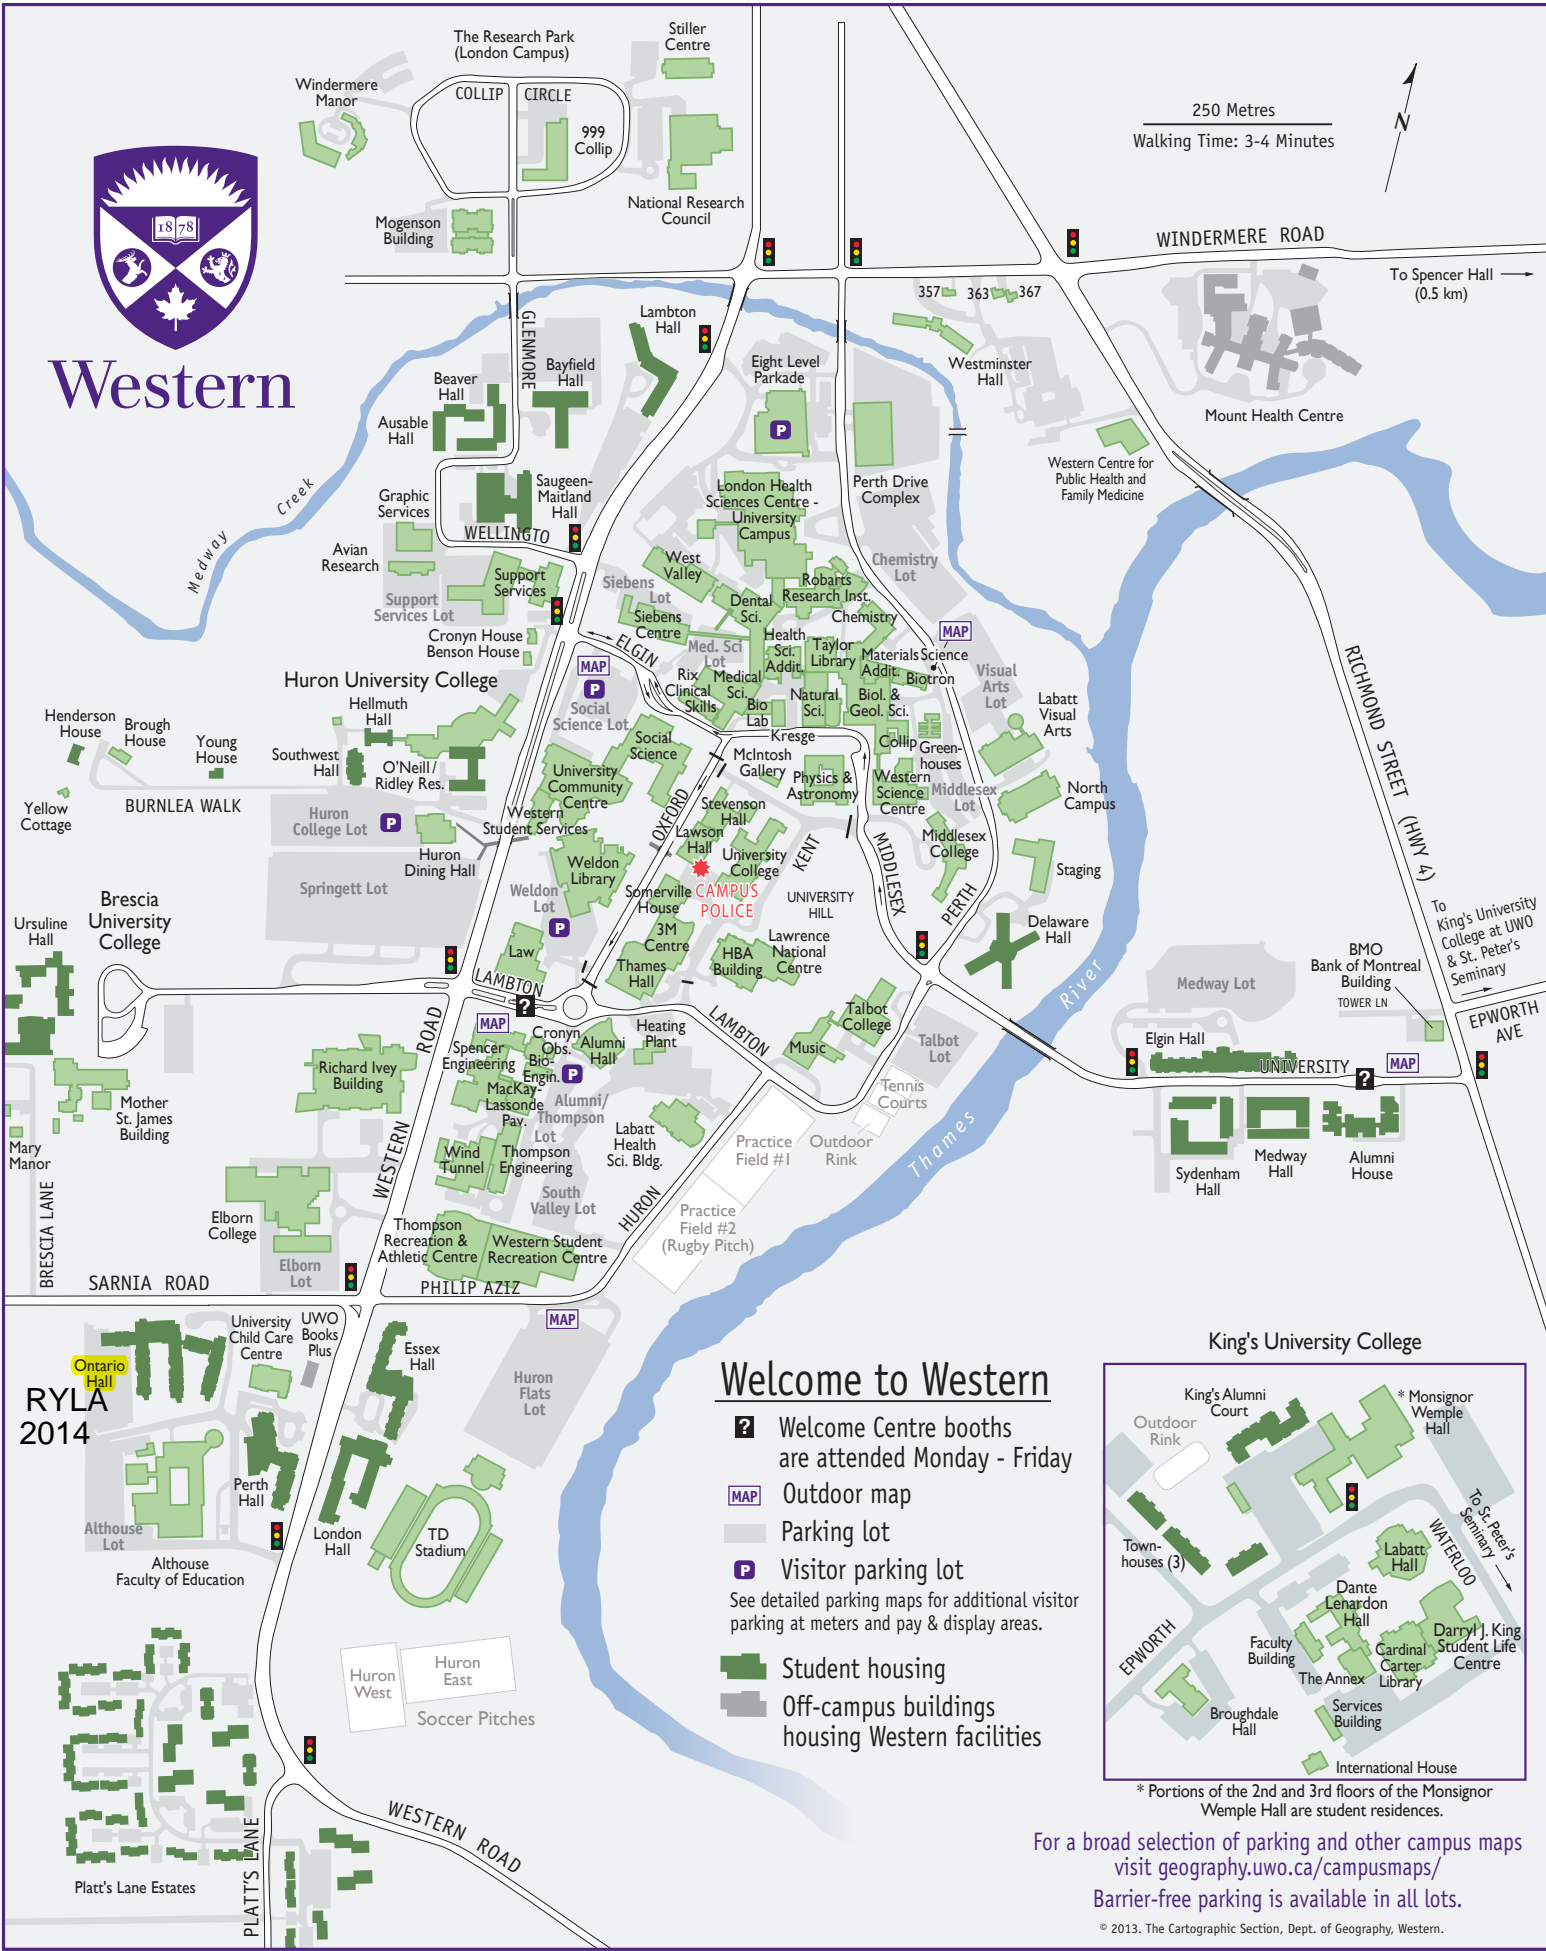 The Research Park
(London Campus)
Stiller
Centre
Windermere
Manor
COLLIP
CIRCLE
999
Collip
250 Metres
Walking Time: 3-4 Minutes
N
18 78
Western
National Research
Council
Mogenson
Building
WINDERMERE ROAD
To Spencer Hall
(0.5 km)
357
363
367
GLENMORE
Lambton
Hall
Bayfield
Hall
Beaver
Hall
Ausable
Hall
Eight Level
Parkade
P
Westminster
Hall
Mount Health Centre
Western Centre for
Public Health and
Family Medicine
Medway
Creek
Graphic
Services
Saugeen-
Maitland
Hall
WELLINGTO
London Health
Sciences Centre -
University
Campus
Perth Drive
Complex
Avian
Research
Support
Services
Support
Services Lot
Cronyn House
Benson House
Siebens
Lot
West
Valley
Siebens
Centre
Dental
Sci.
Robarts
Research Inst.
Chemistry
Chemistry
Lot
MAP
ELGIN
MAP
P
Social
Science Lot
Med. Sci
Lot
Rix
Clinical
Skills
Medical
Sci.
Health
Sci.
Addit.
Taylor
Library
Materials Science
Addit.
Biotron
Bio
Lab
Natural
Sci.
Biol. &
Geol. Sci.
Visual
Arts
Lot
Labatt
Visual
Arts
Huron University College
Hellmuth
Hall
Henderson
House
Brough
House
Young
House
Southwest
Hall
O'Neill/
Ridley Res.
Yellow
Cottage
BURNLEA WALK
Huron
College Lot
P
Huron
Dining Hall
Springett Lot
Social
Science
Kresge
Collip
Green-
houses
McIntosh
Gallery
Physics &
Astronomy
Western
Science
Centre
Middlesex
Lot
North
Campus
University
Community
Centre
Western
Student Services
OXFORD
Stevenson
Hall
Lawson
Hall
University
College
KENT
MIDDLESEX
Middlesex
College
Staging
Weldon
Library
Weldon
Lot
P
Somerville
House
CAMPUS
POLICE
UNIVERSITY
HILL
PERTH
Delaware
Hall
RICHMOND STREET (HWY 4)
To
King's University
College at UWO
& St. Peter's
Seminary
BMO
Bank of Montreal
Building
TOWER LN
EPWORTH
AVE
Brescia
University
College
Ursuline
Hall
Law
3M
Centre
Thames
Hall
HBA
Building
Lawrence
National
Centre
Medway Lot
LAMBTON
?
MAP
ROAD
Spencer
Engineering
Cronyn
Obs.
Bio-
Engin.
Alumni
Hall
Heating
Plant
LAMBTON
Music
Talbot
College
Talbot
Lot
River
Elgin Hall
UNIVERSITY
MAP
?
Richard Ivey
Building
MacKay-
Lassonde
Pav.
P
Alumni/
Thompson
Lot
Tennis
Courts
Outdoor
Rink
Practice
Field #1
Thames
Mother
St. James
Building
Mary
Manor
BRESCIA LANE
WESTERN
Wind
Tunnel
Thompson
Engineering
Labatt
Health
Sci. Bldg.
Sydenham
Hall
Medway
Hall
Alumni
House
Elborn
College
Elborn
Lot
South
Valley Lot
HURON
Practice
Field #2
(Rugby Pitch)
Thompson
Recreation &
Athletic Centre
Western Student
Recreation Centre
SARNIA ROAD
PHILIP AZIZ
MAP
Ontario
Hall
RYLA
2014
University
Child Care
Centre
UWO
Books
Plus
Essex
Hall
Huron
Flats
Lot
Perth
Hall
Althouse
Lot
Althouse
Faculty of Education
London
Hall
TD
Stadium
Huron
West
Huron
East
Soccer Pitches
Platt's Lane Estates
PLATT'S LANE
WESTERN ROAD
Welcome to Western
? Welcome Centre booths
are attended Monday - Friday
MAP Outdoor map
Parking lot
P Visitor parking lot
See detailed parking maps for additional visitor
parking at meters and pay & display areas.
Student housing
Off-campus buildings
housing Western facilities
King's University College
King's Alumni
Court
* Monsignor
Wemple
Hall
Outdoor
Rink
Town-
houses (3)
To St. Peter's
Seminary
WATERLOO
Labatt
Hall
Dante
Lenardon
Hall
EPWORTH
Faculty
Building
The Annex
Cardinal
Carter
Library
Darryl J. King
Student Life
Centre
Broughdale
Hall
Services
Building
International House
* Portions of the 2nd and 3rd floors of the Monsignor
Wemple Hall are student residences.
For a broad selection of parking and other campus maps
visit geography.uwo.ca/campusmaps/
Barrier-free parking is available in all lots.
© 2013. The Cartographic Section, Dept. of Geography, Western.